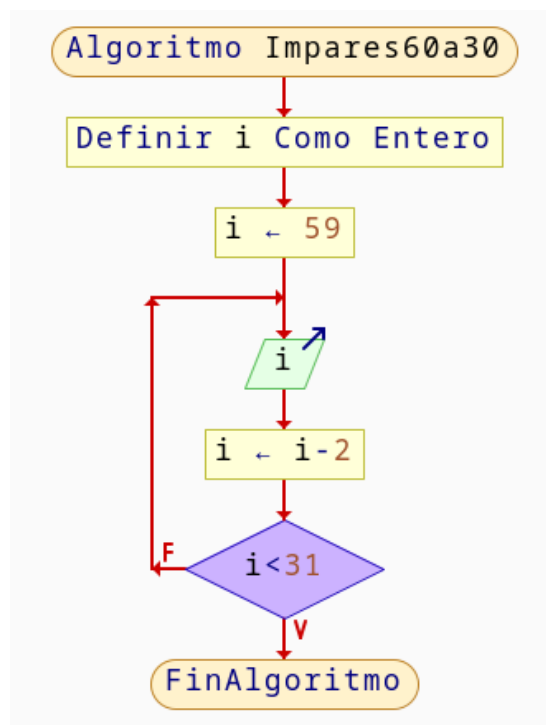 Algoritmo Impares60a30
Definir i Como Entero
i ← 59
i
i ← i-2
F
i<31
V
FinAlgoritmo